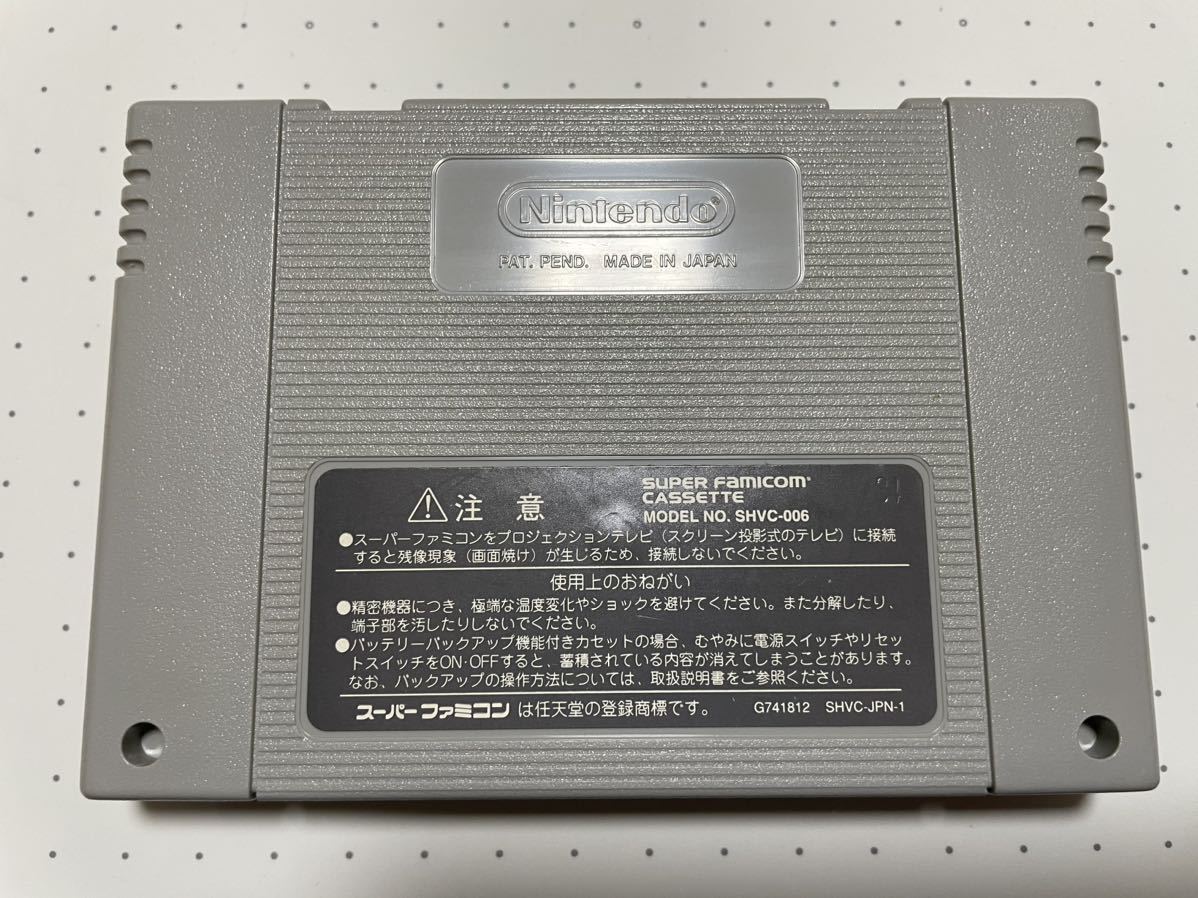 Nintendo®
PAT. PEND. MADE IN JAPAN
⚠注意
SUPER FAMICOM
CASSETTE
MODEL NO. SHVC-006
●スーパーファミコンをプロジェクションテレビ（スクリーン投影式のテレビ）に接続
すると残像現象（画面焼け）が生じるため、接続しないでください。
使用上のおねがい
●精密機器につき、極端な温度変化やショックを避けてください。また分解したり、
端子部を汚したりしないでください。
●バッテリーバックアップ機能付きカセットの場合、むやみに電源スイッチやリセッ
トスイッチをON・OFFすると、蓄積されている内容が消えてしまうことがあります。
なお、バックアップの操作方法については、取扱説明書をご参照ください。
スーパーファミコンは任天堂の登録商標です。 G741812 SHVC-JPN-1